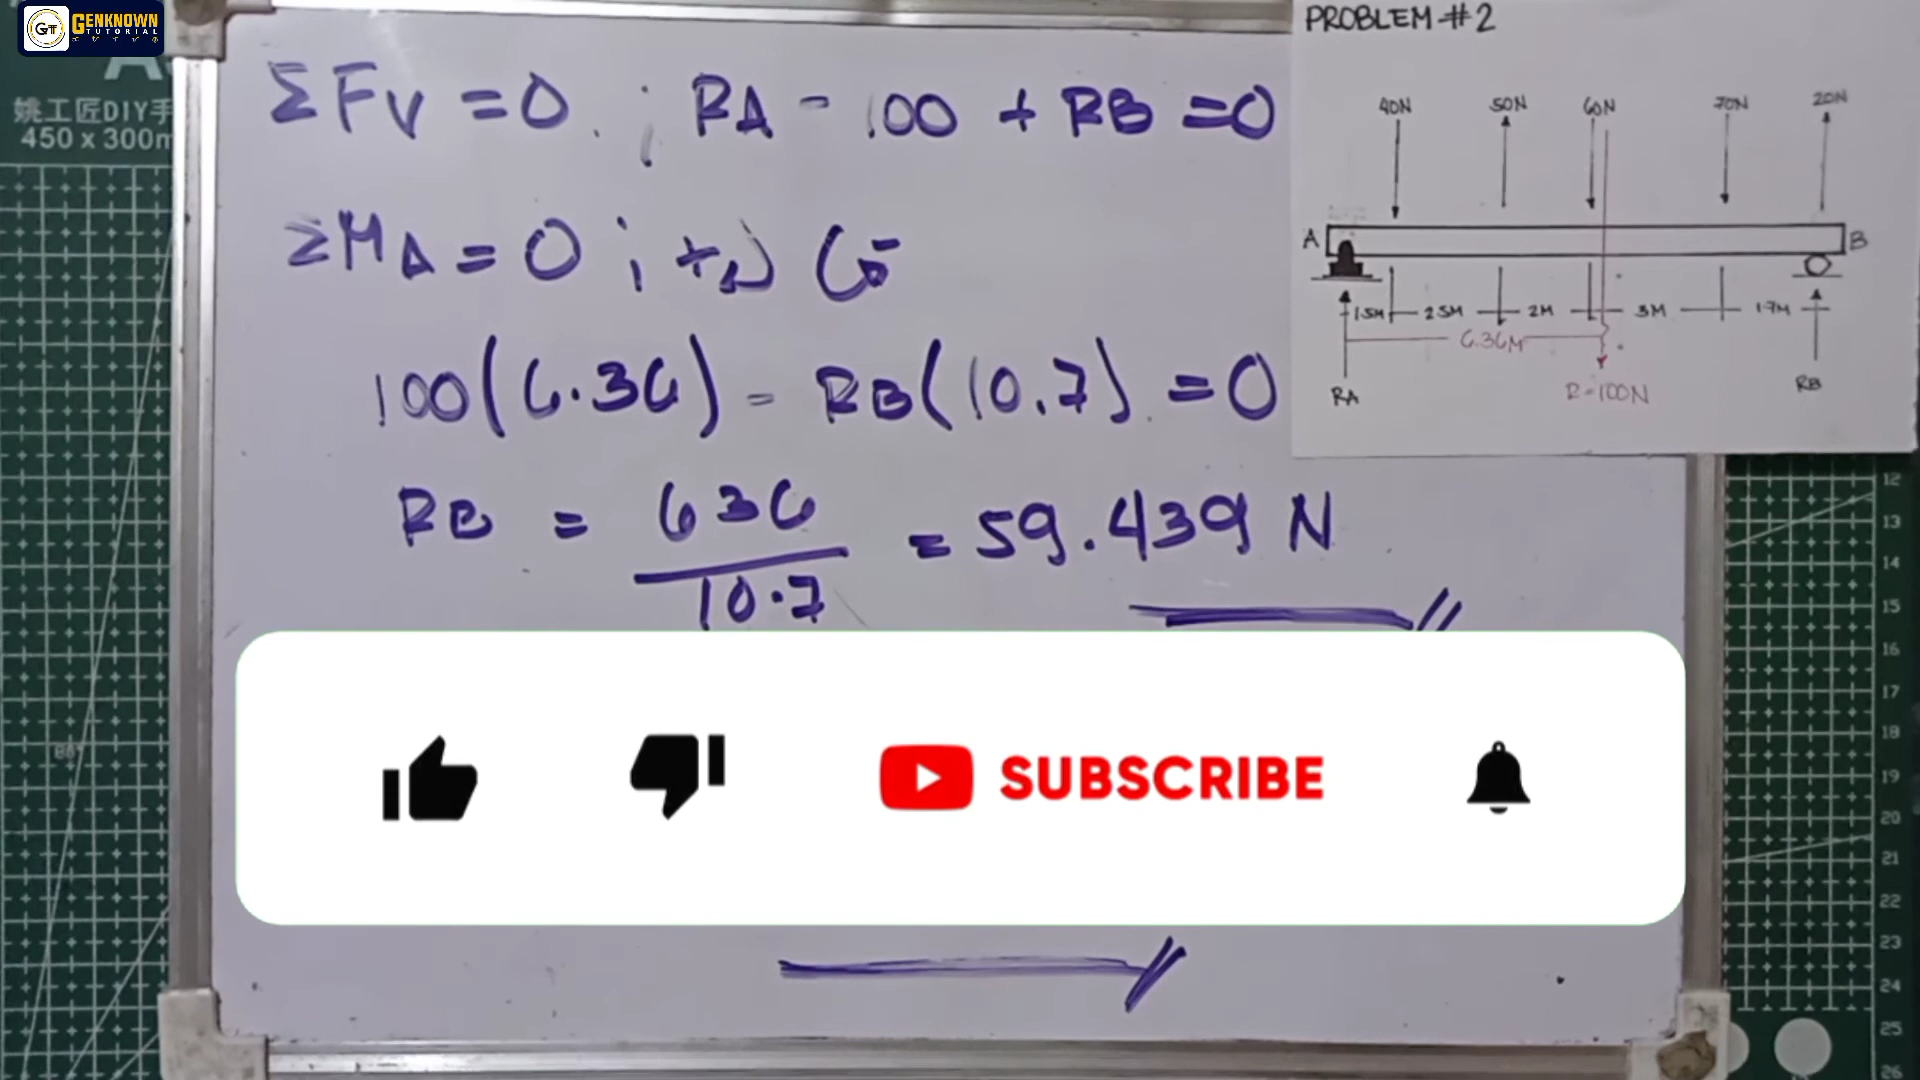 GENKNOWN
TUTORIAL
姚工匠DIY手
450 x 300m
ΣFV = 0 ; RA - 100 + RB = 0
ΣMA = 0 ; + -
100(6.36) - RB(10.7) = 0
RB = 636 / 10.7 = 59.439 N
PROBLEM #2
40N 50N 60N 70N 20N
A B
1.5M 2.5M 2M 3M 1.7M
6.36M
RA R=100N RB
SUBSCRIBE
12
13
14
15
16
17
18
19
20
21
22
23
24
25
26